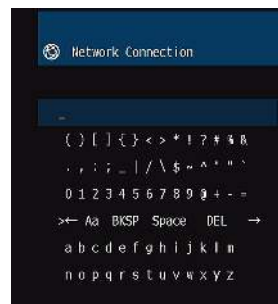 Network Connection
_
( ) [ ] { } < > * ! ? # % &
. , : ; _ | / \ $ ~ ^ ' " `
0 1 2 3 4 5 6 7 8 9 @ + - =
>← Aa BKSP Space DEL →
a b c d e f g h i j k l m
n o p q r s t u v w x y z